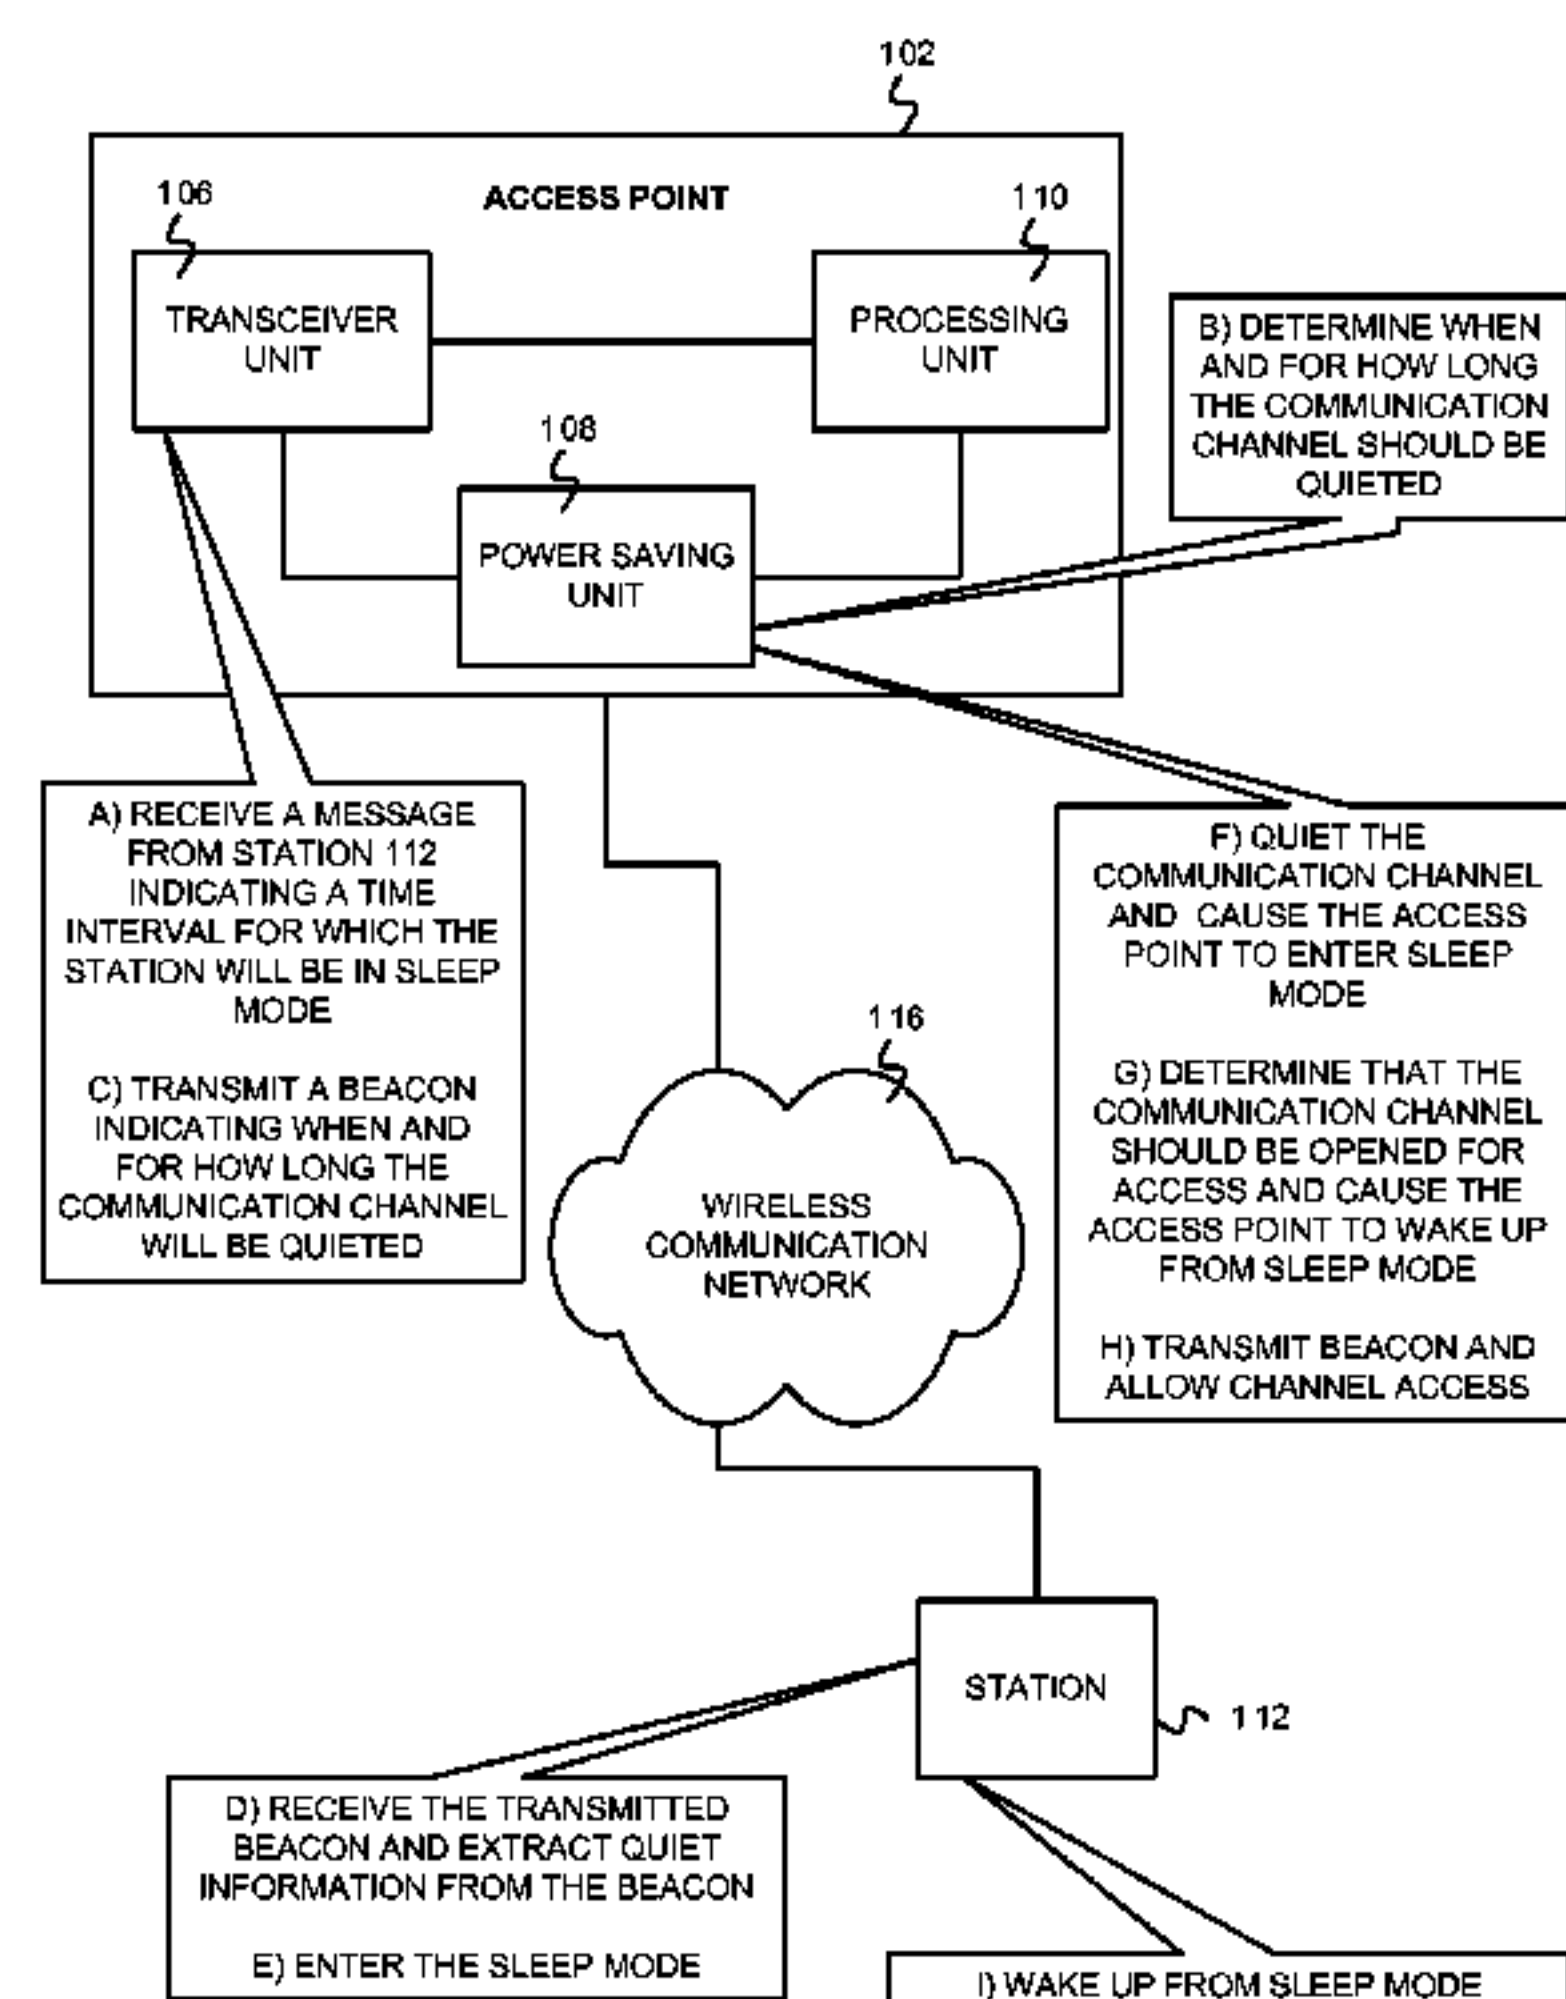 102
ACCESS POINT
106
110
TRANSCEIVER
UNIT
PROCESSING
UNIT
108
POWER SAVING
UNIT
B) DETERMINE WHEN
AND FOR HOW LONG
THE COMMUNICATION
CHANNEL SHOULD BE
QUIETED
A) RECEIVE A MESSAGE
FROM STATION 112
INDICATING A TIME
INTERVAL FOR WHICH THE
STATION WILL BE IN SLEEP
MODE
C) TRANSMIT A BEACON
INDICATING WHEN AND
FOR HOW LONG THE
COMMUNICATION CHANNEL
WILL BE QUIETED
F) QUIET THE
COMMUNICATION CHANNEL
AND CAUSE THE ACCESS
POINT TO ENTER SLEEP
MODE
G) DETERMINE THAT THE
COMMUNICATION CHANNEL
SHOULD BE OPENED FOR
ACCESS AND CAUSE THE
ACCESS POINT TO WAKE UP
FROM SLEEP MODE
H) TRANSMIT BEACON AND
ALLOW CHANNEL ACCESS
116
WIRELESS
COMMUNICATION
NETWORK
STATION
112
D) RECEIVE THE TRANSMITTED
BEACON AND EXTRACT QUIET
INFORMATION FROM THE BEACON
E) ENTER THE SLEEP MODE
I) WAKE UP FROM SLEEP MODE